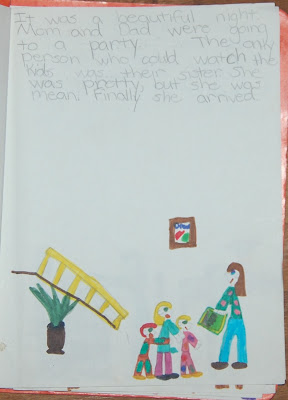 It was a beautiful night.
Mom and Dad were going
to a party. They only
person who could watch the
kids was their sister. She
was pretty, but she was
mean. Finally she arrived.